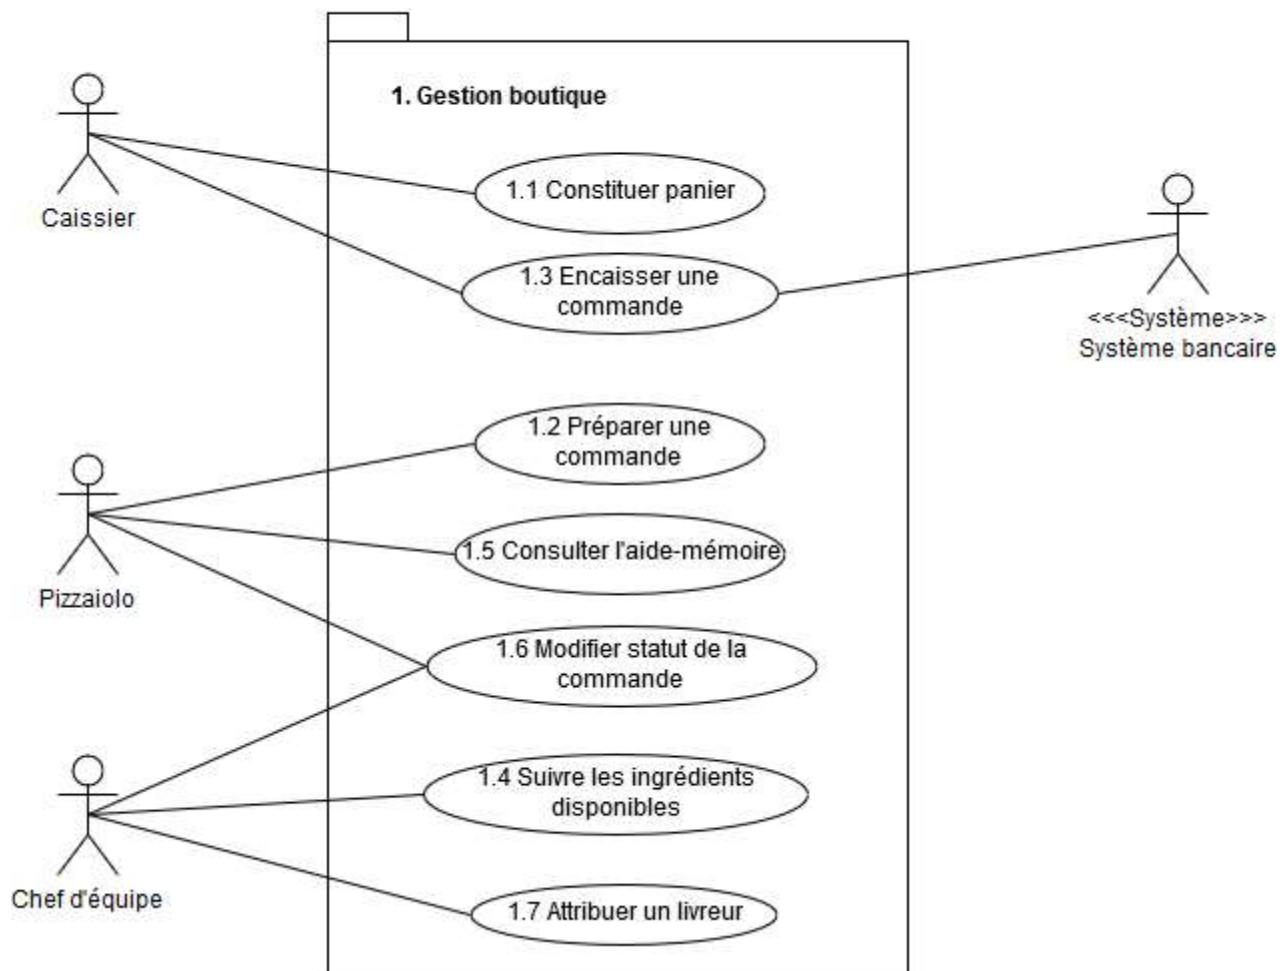 1. Gestion boutique
1.1 Constituer panier
Caissier
1.3 Encaisser une
commande
<<<Système>>>
Système bancaire
1.2 Préparer une
commande
1.5 Consulter l'aide-mémoire
Pizzaiolo
1.6 Modifier statut de la
commande
1.4 Suivre les ingrédients
disponibles
Chef d'équipe
1.7 Attribuer un livreur